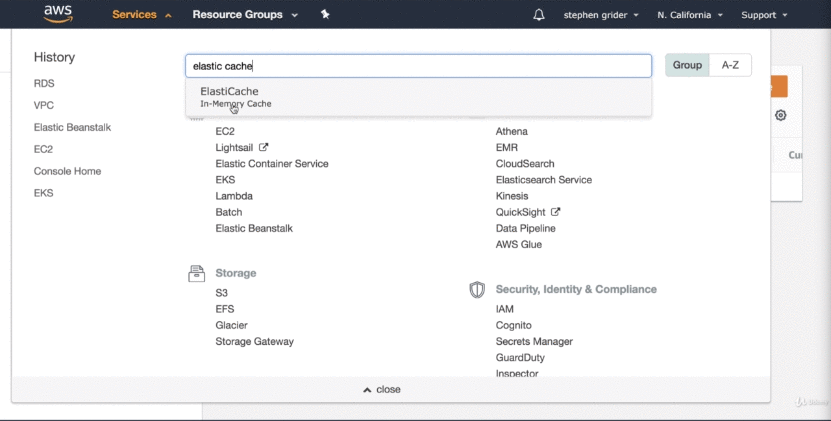 aws
Services
Resource Groups
stephen grider
N. California
Support
History
RDS
VPC
Elastic Beanstalk
EC2
Console Home
EKS
elastic cache
Group
A-Z
ElastiCache
In-Memory Cache
EC2
Lightsail
Elastic Container Service
EKS
Lambda
Batch
Elastic Beanstalk
Storage
S3
EFS
Glacier
Storage Gateway
Athena
EMR
CloudSearch
Elasticsearch Service
Kinesis
QuickSight
Data Pipeline
AWS Glue
Security, Identity & Compliance
IAM
Cognito
Secrets Manager
GuardDuty
Inspector
close
Cur
Udemy